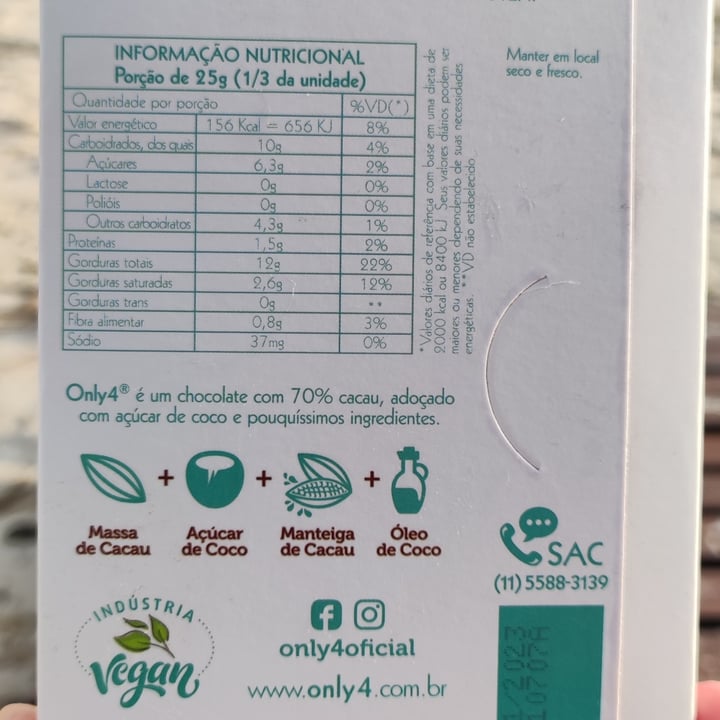 INFORMAÇÃO NUTRICIONAL
Porção de 25g (1/3 da unidade)
Quantidade por porção %VD(*)
Valor energético 156 Kcal = 656 KJ 8%
Carboidrados, dos quais 10g 4%
Açúcares 6,3g 2%
Lactose 0g 0%
Polióis 0g 0%
Outros carboidratos 4,3g 1%
Proteínas 1,5g 2%
Gorduras totais 12g 22%
Gorduras saturadas 2,6g 12%
Gorduras trans 0g **
Fibra alimentar 0,8g 3%
Sódio 37mg 0%
*Valores diários de referência com base em uma dieta de
2000 kcal ou 8400 kJ. Seus valores diários podem ser
maiores ou menores dependendo de suas necessidades
energéticas. **VD não estabelecido.
Manter em local
seco e fresco.
Only4® é um chocolate com 70% cacau, adoçado
com açúcar de coco e pouquíssimos ingredientes.
+ + +
Massa Açúcar Manteiga Óleo
de Cacau de Coco de Cacau de Coco
SAC
(11) 5588-3139
INDÚSTRIA
Vegan
only4oficial
www.only4.com.br
/2023